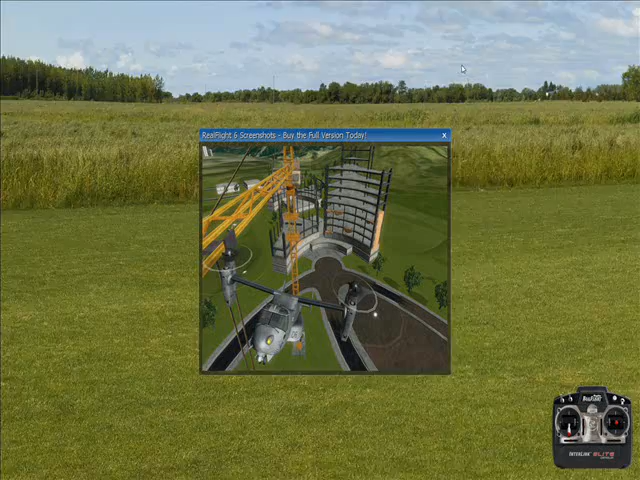 RealFlight 6 Screenshots - Buy the Full Version Today!
X
REALFLIGHT
?
INTERLINK ELITE